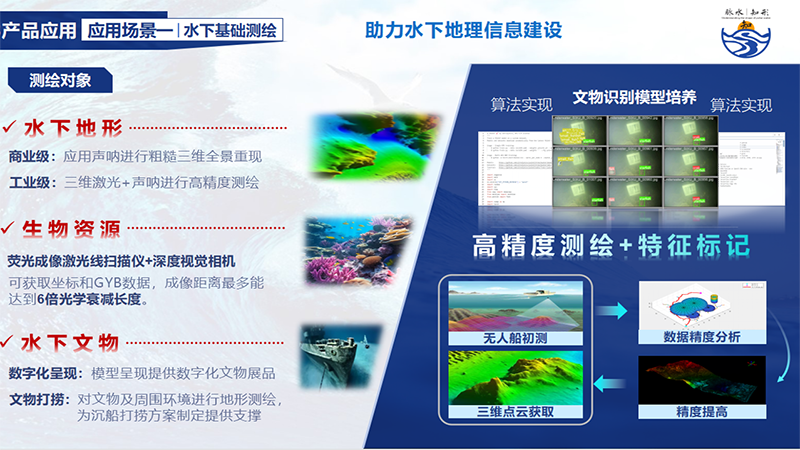 产品应用
应用场景一
水下基础测绘
助力水下地理信息建设
脉水 知形
测绘对象
水下地形
商业级：应用声呐进行粗糙三维全景重现
工业级：三维激光+声呐进行高精度测绘
生物资源
荧光成像激光线扫描仪+深度视觉相机
可获取坐标和GYB数据，成像距离最多能
达到6倍光学衰减长度。
水下文物
数字化呈现：模型呈现提供数字化文物展品
文物打捞：对文物及周围环境进行地形测绘，
为沉船打捞方案制定提供支撑
算法实现
文物识别模型培养
算法实现
高精度测绘+特征标记
无人船初测
数据精度分析
三维点云获取
精度提高